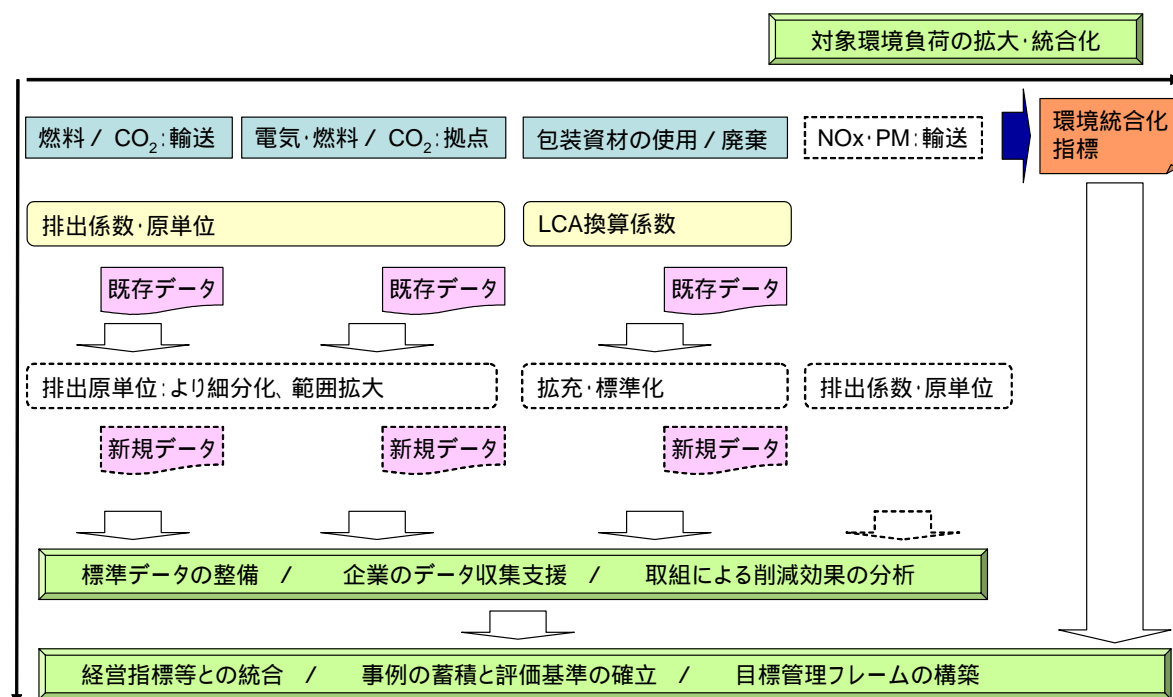 対象環境負荷の拡大・統合化
燃料 / CO₂:輸送
電気・燃料 / CO₂:拠点
包装資材の使用 / 廃棄
NOx・PM:輸送
環境統合化
指標
排出係数・原単位
LCA換算係数
既存データ
既存データ
既存データ
排出原単位:より細分化、範囲拡大
拡充・標準化
排出係数・原単位
新規データ
新規データ
新規データ
標準データの整備 / 企業のデータ収集支援 / 取組による削減効果の分析
経営指標等との統合 / 事例の蓄積と評価基準の確立 / 目標管理フレームの構築